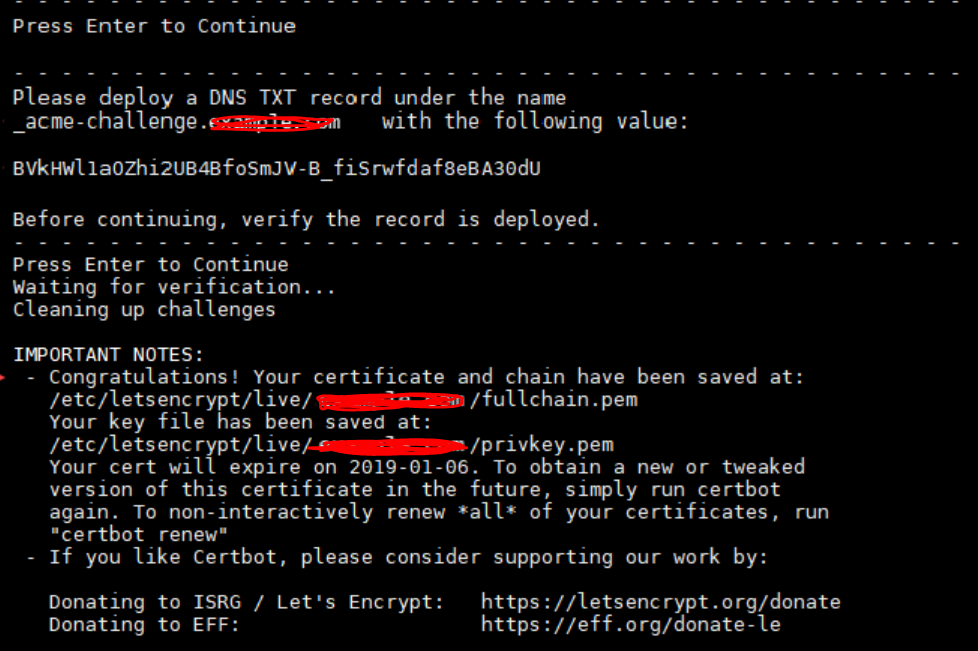 - - - - - - - - - - - - - - - - - - - - - - - - - - - - - - - - - - - - - - - -
Press Enter to Continue
- - - - - - - - - - - - - - - - - - - - - - - - - - - - - - - - - - - - - - - -
Please deploy a DNS TXT record under the name
_acme-challenge. with the following value:
BVkHWl1aOZhi2UB4BfoSmJV-B_fiSrwfdaf8eBA30dU
Before continuing, verify the record is deployed.
- - - - - - - - - - - - - - - - - - - - - - - - - - - - - - - - - - - - - - - -
Press Enter to Continue
Waiting for verification...
Cleaning up challenges
IMPORTANT NOTES:
- Congratulations! Your certificate and chain have been saved at:
/etc/letsencrypt/live/ /fullchain.pem
Your key file has been saved at:
/etc/letsencrypt/live/ /privkey.pem
Your cert will expire on 2019-01-06. To obtain a new or tweaked
version of this certificate in the future, simply run certbot
again. To non-interactively renew *all* of your certificates, run
"certbot renew"
- If you like Certbot, please consider supporting our work by:
Donating to ISRG / Let's Encrypt: https://letsencrypt.org/donate
Donating to EFF: https://eff.org/donate-le